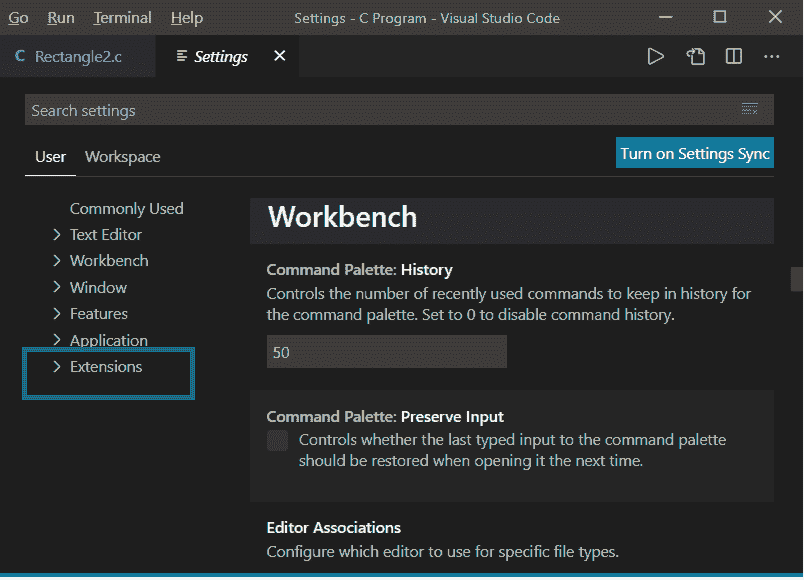 Go Run Terminal Help Settings - C Program - Visual Studio Code
C Rectangle2.c Settings
Search settings
User Workspace Turn on Settings Sync
Commonly Used
Text Editor
Workbench
Window
Features
Application
Extensions
Workbench
Command Palette: History
Controls the number of recently used commands to keep in history for
the command palette. Set to 0 to disable command history.
50
Command Palette: Preserve Input
Controls whether the last typed input to the command palette
should be restored when opening it the next time.
Editor Associations
Configure which editor to use for specific file types.